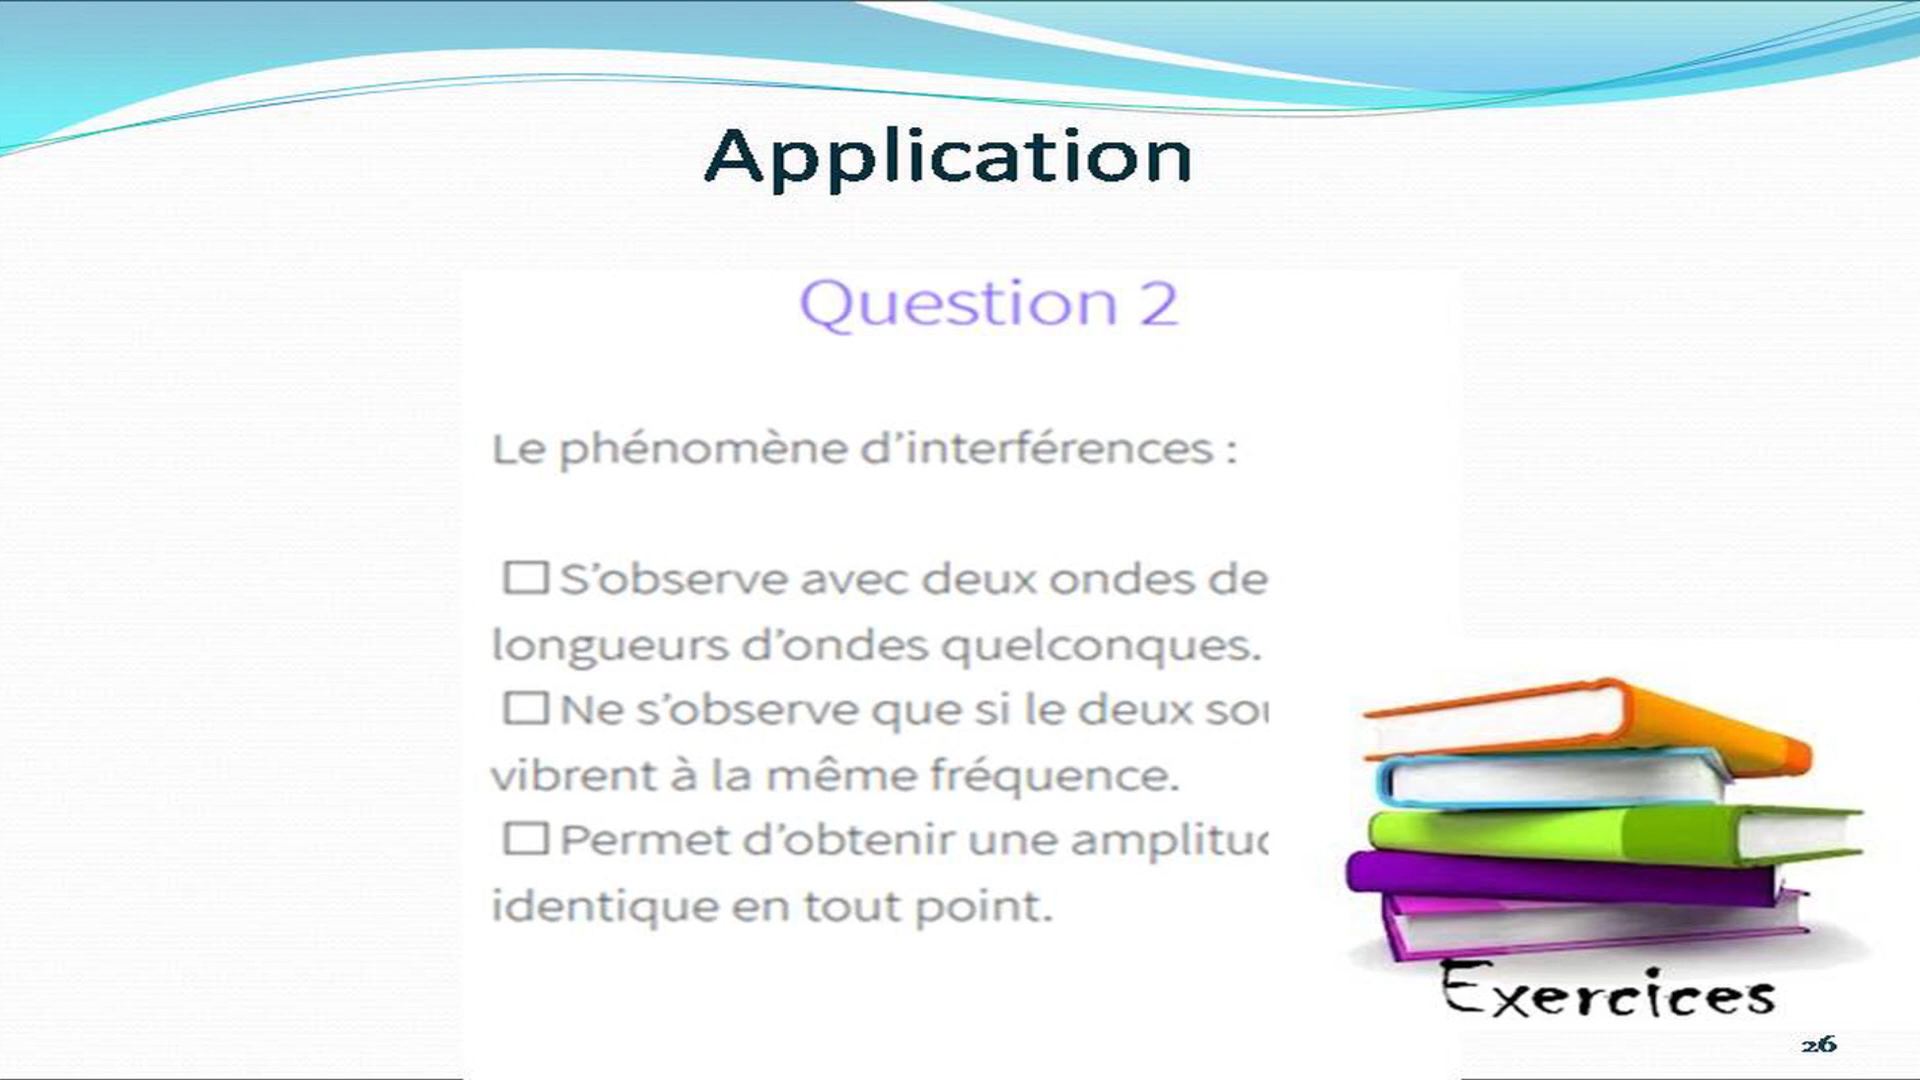 Application
Question 2
Le phénomène d'interférences :
☐ S'observe avec deux ondes de
longueurs d'ondes quelconques.
☐ Ne s'observe que si le deux
vibrent à la même fréquence.
☐ Permet d'obtenir une
identique en tout point.
Exercices
26